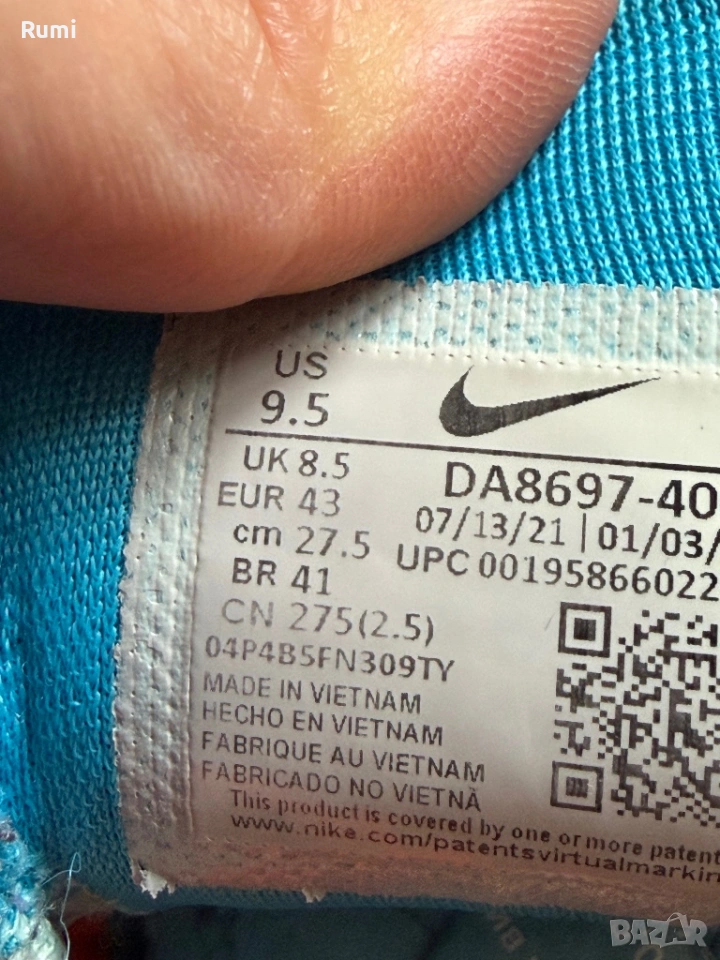 Rumi
US
9.5
UK 8.5
EUR 43
cm 27.5
BR 41
CN 275(2.5)
04P4B5FN309TY
MADE IN VIETNAM
HECHO EN VIETNAM
FABRIQUE AU VIETNAM
FABRICADO NO VIETNÃ
DA8697-40
07/13/21 | 01/03/
UPC 00195866022
This product is covered by one or more patent
www.nike.com/patentsvirtualmarkin
BAZAR